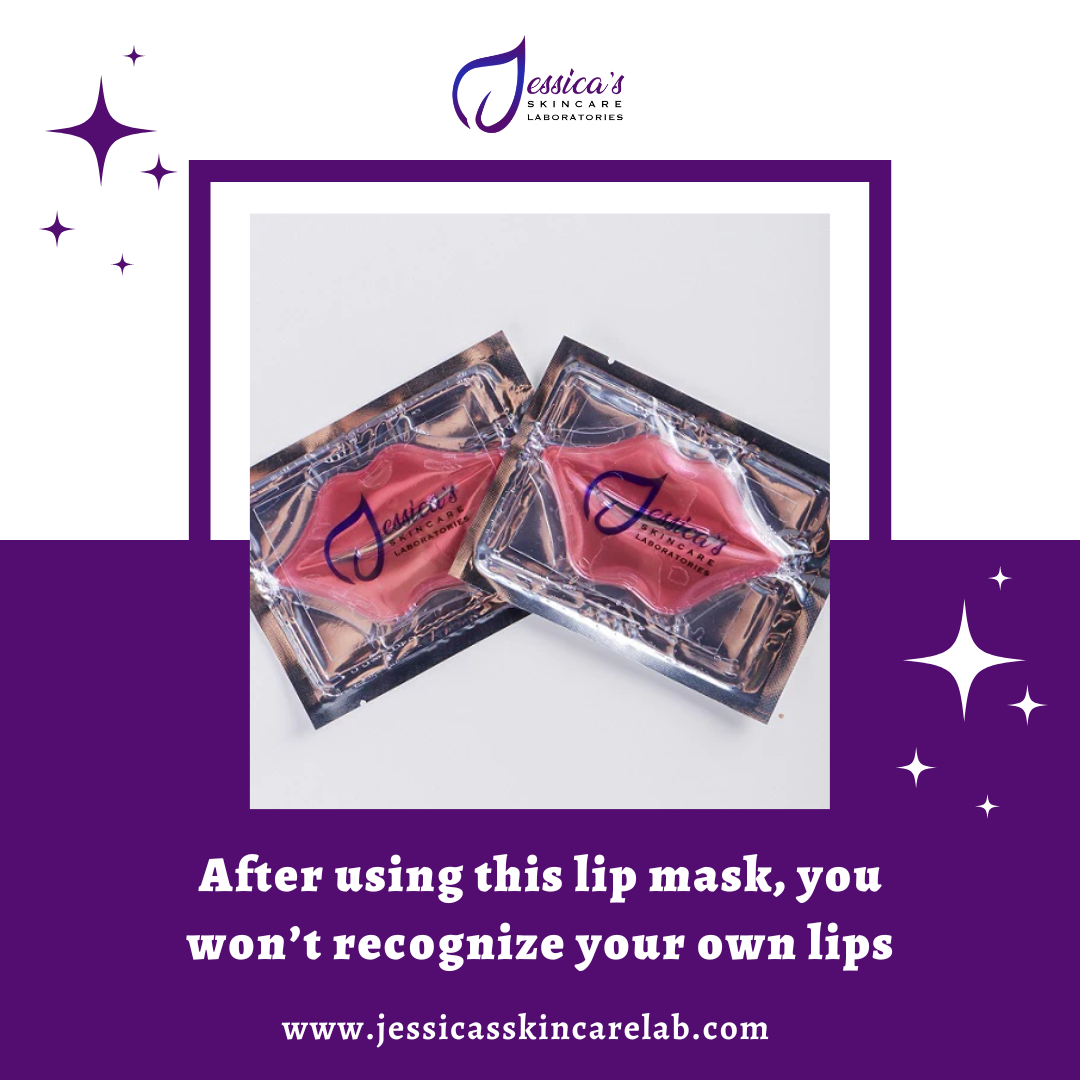 Jessica's
SKINCARE
LABORATORIES
Jessica's
SKINCARE
LABORATORIES
Jessica's
SKINCARE
LABORATORIES
After using this lip mask, you
won't recognize your own lips
www.jessicasskincarelab.com